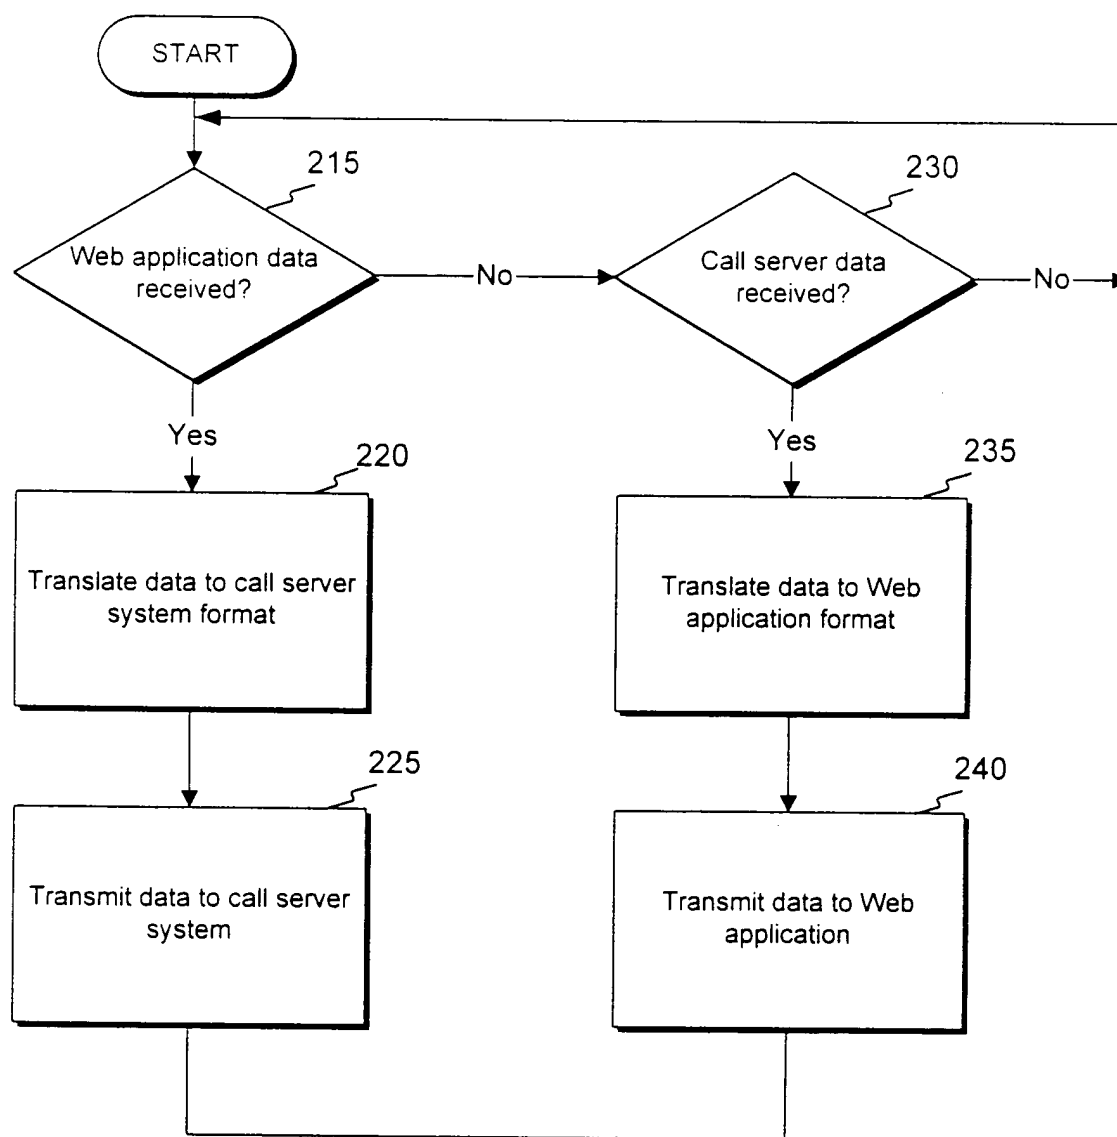 START
215
Web application data
received?
No
230
Call server data
received?
No
Yes
Yes
220
Translate data to call server
system format
235
Translate data to Web
application format
225
Transmit data to call server
system
240
Transmit data to Web
application